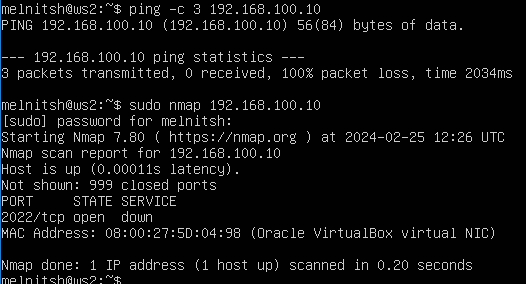 melnitsh@ws2:~$ ping -c 3 192.168.100.10
PING 192.168.100.10 (192.168.100.10) 56(84) bytes of data.

--- 192.168.100.10 ping statistics ---
3 packets transmitted, 0 received, 100% packet loss, time 2034ms

melnitsh@ws2:~$ sudo nmap 192.168.100.10
[sudo] password for melnitsh:
Starting Nmap 7.80 ( https://nmap.org ) at 2024-02-25 12:26 UTC
Nmap scan report for 192.168.100.10
Host is up (0.00011s latency).
Not shown: 999 closed ports
PORT     STATE SERVICE
2022/tcp open  down
MAC Address: 08:00:27:5D:04:98 (Oracle VirtualBox virtual NIC)

Nmap done: 1 IP address (1 host up) scanned in 0.20 seconds
melnitsh@ws2:~$